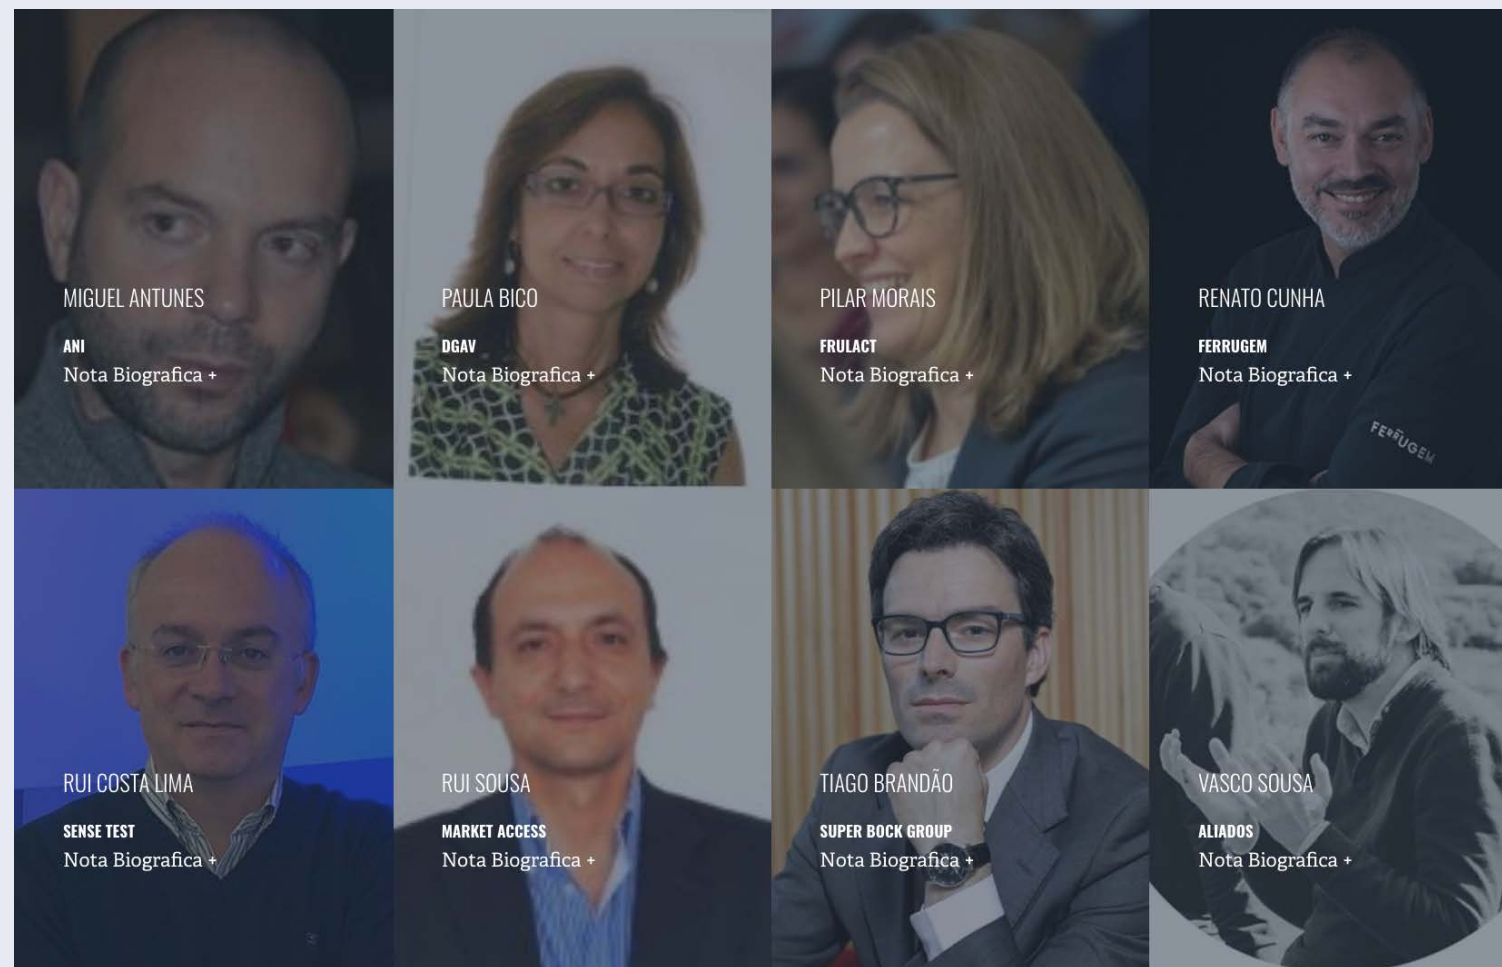 MIGUEL ANTUNES
ANI
Nota Biografica +
PAULA BICO
DGAV
Nota Biografica +
PILAR MORAIS
FRULACT
Nota Biografica +
RENATO CUNHA
FERRUGEM
Nota Biografica +
FERRUGEM
RUI COSTA LIMA
SENSE TEST
Nota Biografica +
RUI SOUSA
MARKET ACCESS
Nota Biografica +
TIAGO BRANDÃO
SUPER BOCK GROUP
Nota Biografica +
VASCO SOUSA
ALIADOS
Nota Biografica +